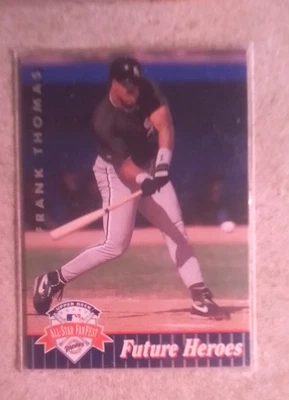 FRANK THOMAS
UPPER DECK
ALL-STAR FANFEST
Future Heroes